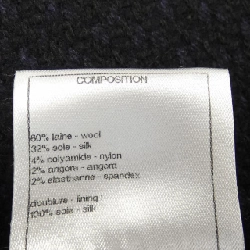 COMPOSITION
60% laine - wool
32% soie - silk
4% polyamide - nylon
2% angora - angora
2% elasthanne - spandex
doublure - lining
100% soie - silk